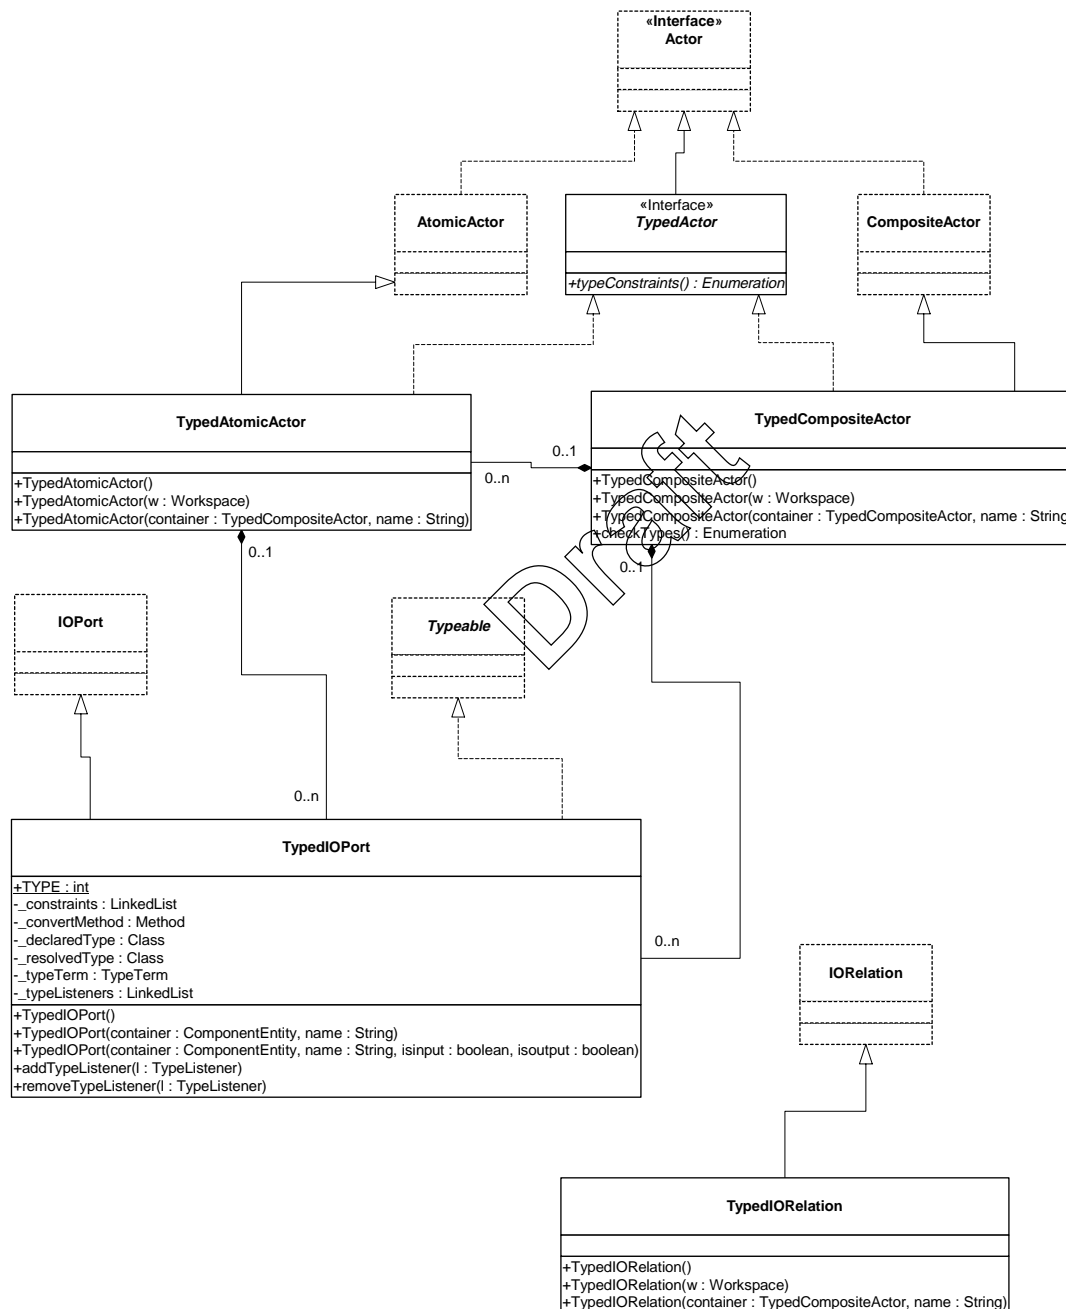 «Interface»
Actor
AtomicActor
«Interface»
TypedActor
+typeConstraints() : Enumeration
CompositeActor
TypedAtomicActor
+TypedAtomicActor()
+TypedAtomicActor(w : Workspace)
+TypedAtomicActor(container : TypedCompositeActor, name : String)
0..1
0..n
TypedCompositeActor
+TypedCompositeActor()
+TypedCompositeActor(w : Workspace)
+TypedCompositeActor(container : TypedCompositeActor, name : String
+checkTypes() : Enumeration
0..1
0..1
Draft
IOPort
Typeable
0..n
TypedIOPort
+TYPE : int
-_constraints : LinkedList
-_convertMethod : Method
-_declaredType : Class
-_resolvedType : Class
-_typeTerm : TypeTerm
-_typeListeners : LinkedList
+TypedIOPort()
+TypedIOPort(container : ComponentEntity, name : String)
+TypedIOPort(container : ComponentEntity, name : String, isinput : boolean, isoutput : boolean)
+addTypeListener(l : TypeListener)
+removeTypeListener(l : TypeListener)
0..n
IORelation
TypedIORelation
+TypedIORelation()
+TypedIORelation(w : Workspace)
+TypedIORelation(container : TypedCompositeActor, name : String)